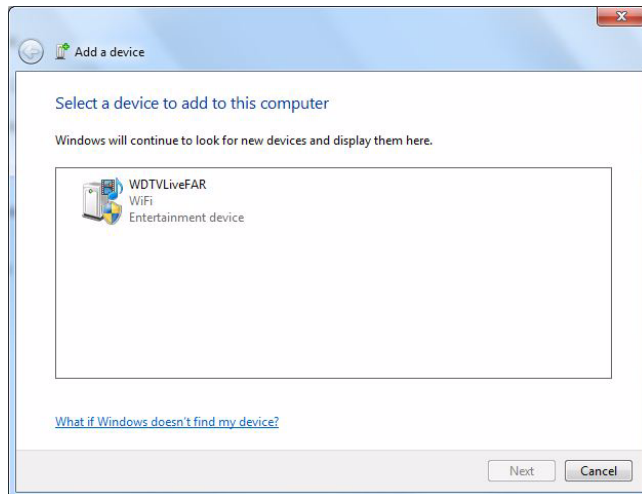 Add a device
Select a device to add to this computer
Windows will continue to look for new devices and display them here.
WDTVLiveFAR
WiFi
Entertainment device
What if Windows doesn't find my device?
Next
Cancel